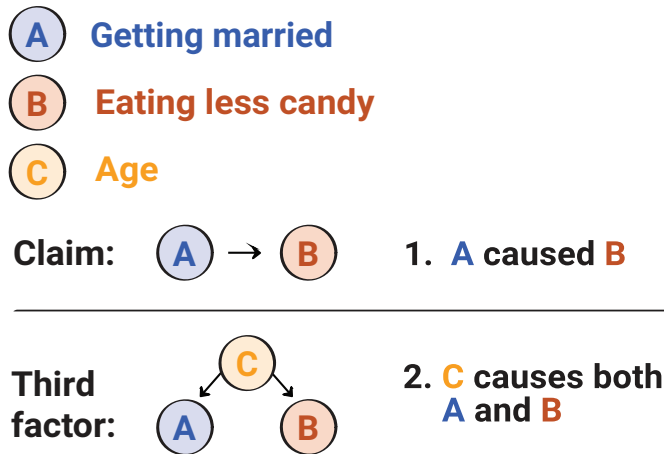 A Getting married
B Eating less candy
C Age
Claim: A → B 1. A caused B
C
Third 2. C causes both
factor: A B A and B